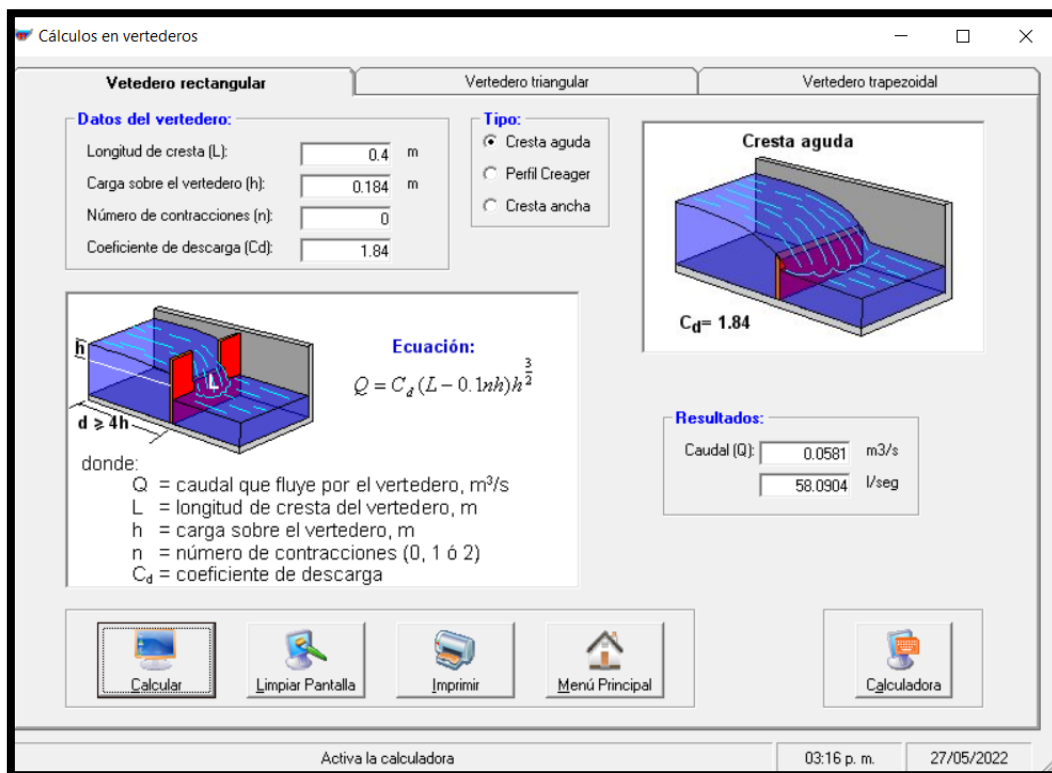 Cálculos en vertederos
Vetedero rectangular
Vertedero triangular
Vertedero trapezoidal
Datos del vertedero:
Longitud de cresta (L): 0.4 m
Carga sobre el vertedero (h): 0.184 m
Número de contracciones (n): 0
Coeficiente de descarga (Cd): 1.84
Tipo:
Cresta aguda
Perfil Creager
Cresta ancha
Cresta aguda
C_d= 1.84
h
L
d ⩾ 4h
Ecuación:
Q = C_d (L − 0.1nh)h^{3/2}
donde:
Q = caudal que fluye por el vertedero, m³/s
L = longitud de cresta del vertedero, m
h = carga sobre el vertedero, m
n = número de contracciones (0, 1 ó 2)
C_d = coeficiente de descarga
Resultados:
Caudal (Q): 0.0581 m3/s
58.0904 l/seg
Calcular
Limpiar Pantalla
Imprimir
Menú Principal
Calculadora
Activa la calculadora
03:16 p. m.
27/05/2022